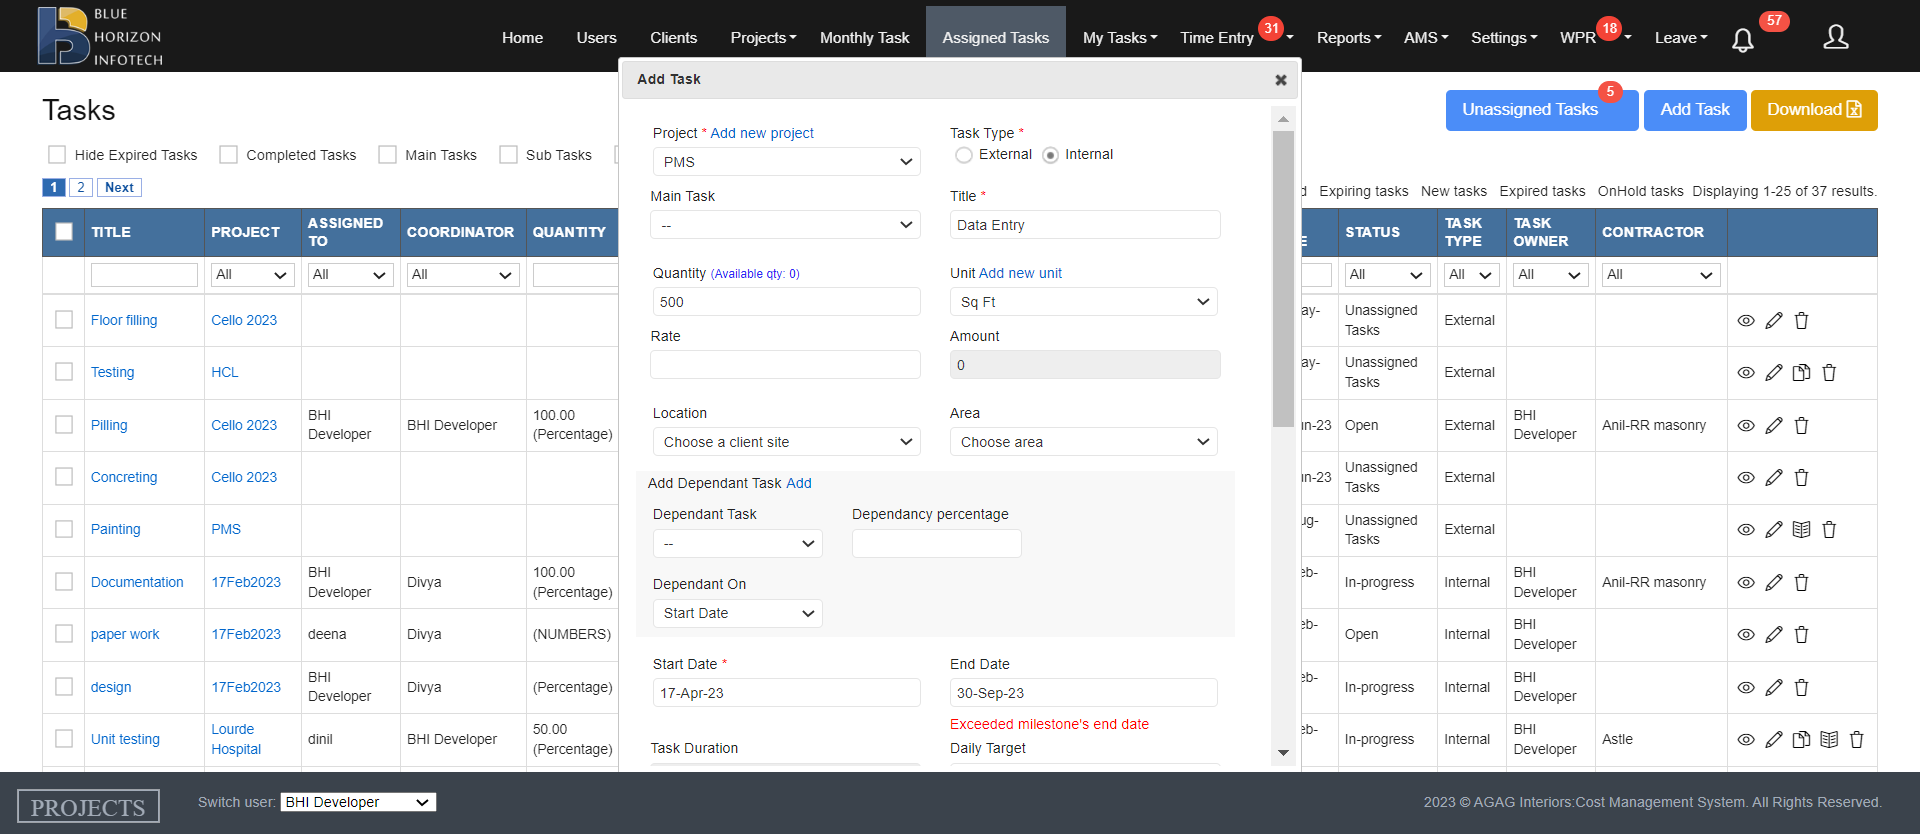 BLUE
HORIZON
INFOTECH
Home Users Clients Projects Monthly Task Assigned Tasks My Tasks Time Entry 31 Reports AMS Settings WPR 18 Leave 57
Add Task
Tasks
Unassigned Tasks 5 Add Task Download
Hide Expired Tasks Completed Tasks Main Tasks Sub Tasks
1 2 Next
Expiring tasks New tasks Expired tasks OnHold tasks Displaying 1-25 of 37 results.
Project * Add new project Task Type *
PMS External Internal
Main Task Title *
-- Data Entry
Quantity (Available qty: 0) Unit Add new unit
500 Sq Ft
Rate Amount
0
Location Area
Choose a client site Choose area
Add Dependant Task Add
Dependant Task Dependancy percentage
--
Dependant On
Start Date
Start Date * End Date
17-Apr-23 30-Sep-23
Exceeded milestone's end date
Task Duration Daily Target
TITLE PROJECT ASSIGNED TO COORDINATOR QUANTITY E STATUS TASK TYPE TASK OWNER CONTRACTOR
All All All All All All All
Floor filling Cello 2023 ay- Unassigned Tasks External
Testing HCL ay- Unassigned Tasks External
Pilling Cello 2023 BHI Developer BHI Developer 100.00 (Percentage) in-23 Open External BHI Developer Anil-RR masonry
Concreting Cello 2023 in-23 Unassigned Tasks External
Painting PMS ug- Unassigned Tasks External
Documentation 17Feb2023 BHI Developer Divya 100.00 (Percentage) eb- In-progress Internal BHI Developer Anil-RR masonry
paper work 17Feb2023 deena Divya (NUMBERS) eb- Open Internal BHI Developer
design 17Feb2023 BHI Developer Divya (Percentage) eb- In-progress Internal BHI Developer
Unit testing Lourde Hospital dinil BHI Developer 50.00 (Percentage) eb- In-progress Internal BHI Developer Astle
PROJECTS Switch user: BHI Developer 2023 © AGAG Interiors:Cost Management System. All Rights Reserved.